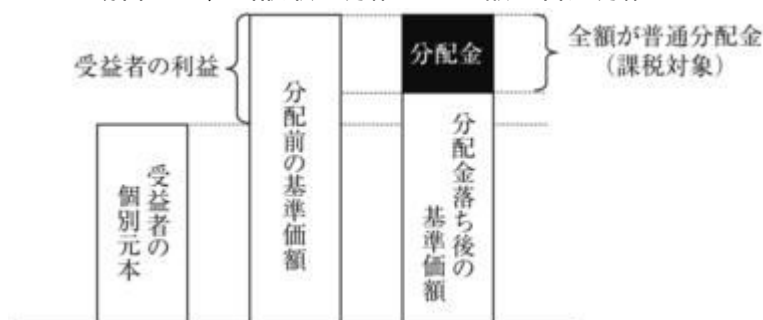 受益者の利益
受益者の
個別元本
分配前の基準価額
分配金
分配金落ち後の
基準価額
全額が普通分配金
(課税対象)